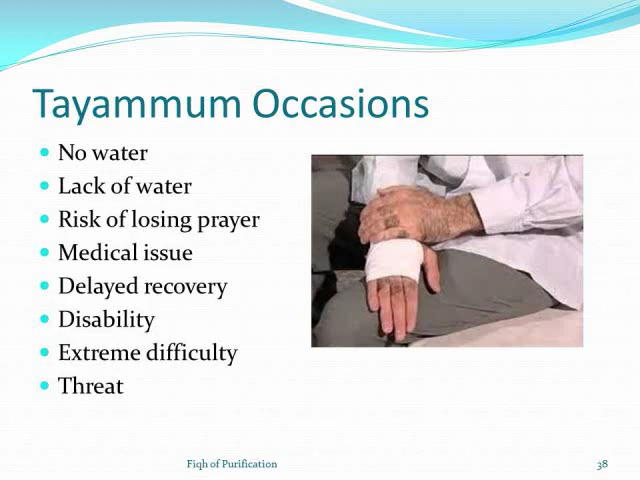 Tayammum Occasions
No water
Lack of water
Risk of losing prayer
Medical issue
Delayed recovery
Disability
Extreme difficulty
Threat
Fiqh of Purification
38